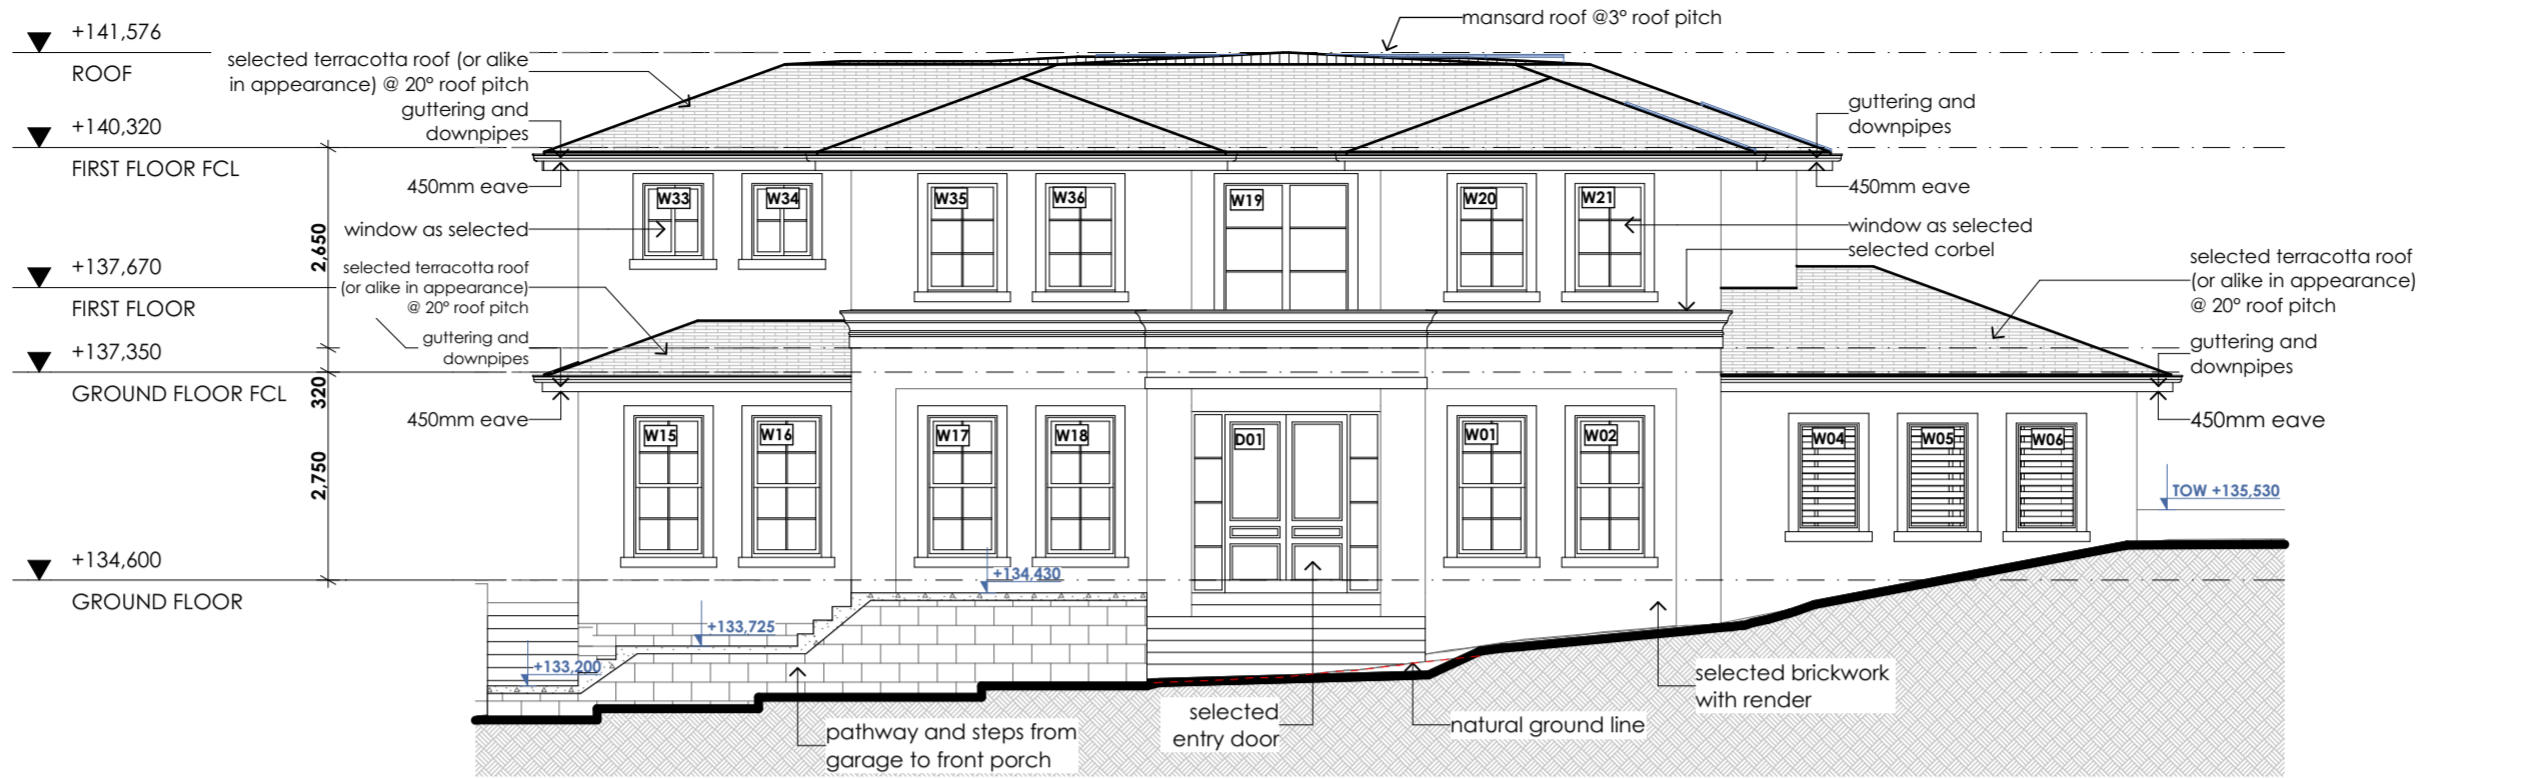 mansard roof @3° roof pitch
+141,576
ROOF
selected terracotta roof (or alike
in appearance) @ 20° roof pitch
guttering and
downpipes
+140,320
FIRST FLOOR FCL
450mm eave
window as selected
2,650
+137,670
FIRST FLOOR
selected terracotta roof
(or alike in appearance)
@ 20° roof pitch
guttering and
downpipes
+137,350
GROUND FLOOR FCL
320
450mm eave
2,750
+134,600
GROUND FLOOR
guttering and
downpipes
450mm eave
window as selected
selected corbel
selected terracotta roof
(or alike in appearance)
@ 20° roof pitch
guttering and
downpipes
450mm eave
TOW +135,530
W33
W34
W35
W36
W19
W20
W21
W15
W16
W17
W18
D01
W01
W02
W04
W05
W06
+134,430
+133,725
+133,200
pathway and steps from
garage to front porch
selected
entry door
natural ground line
selected brickwork
with render